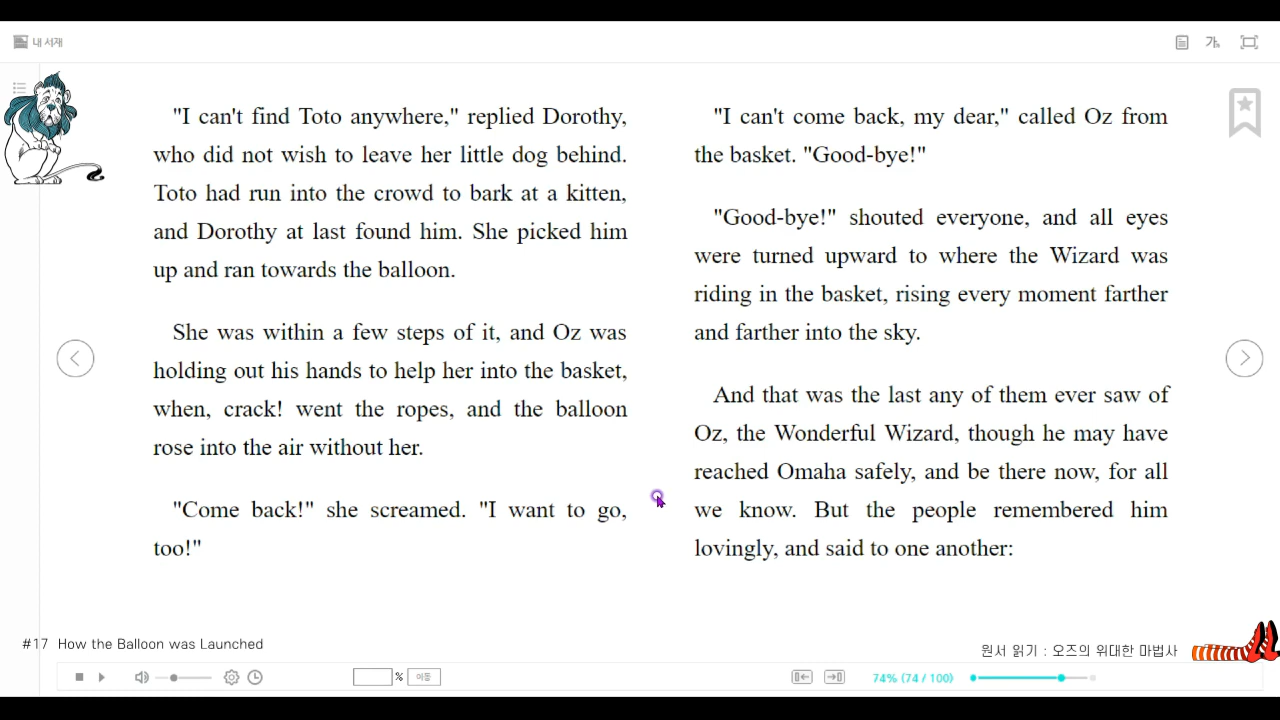 내 서재
가
"I can't find Toto anywhere," replied Dorothy,
who did not wish to leave her little dog behind.
Toto had run into the crowd to bark at a kitten,
and Dorothy at last found him. She picked him
up and ran towards the balloon.
She was within a few steps of it, and Oz was
holding out his hands to help her into the basket,
when, crack! went the ropes, and the balloon
rose into the air without her.
"Come back!" she screamed. "I want to go,
too!"
"I can't come back, my dear," called Oz from
the basket. "Good-bye!"
"Good-bye!" shouted everyone, and all eyes
were turned upward to where the Wizard was
riding in the basket, rising every moment farther
and farther into the sky.
And that was the last any of them ever saw of
Oz, the Wonderful Wizard, though he may have
reached Omaha safely, and be there now, for all
we know. But the people remembered him
lovingly, and said to one another:
#17 How the Balloon was Launched
원서 읽기 : 오즈의 위대한 마법사
% 이동
74% (74 / 100)